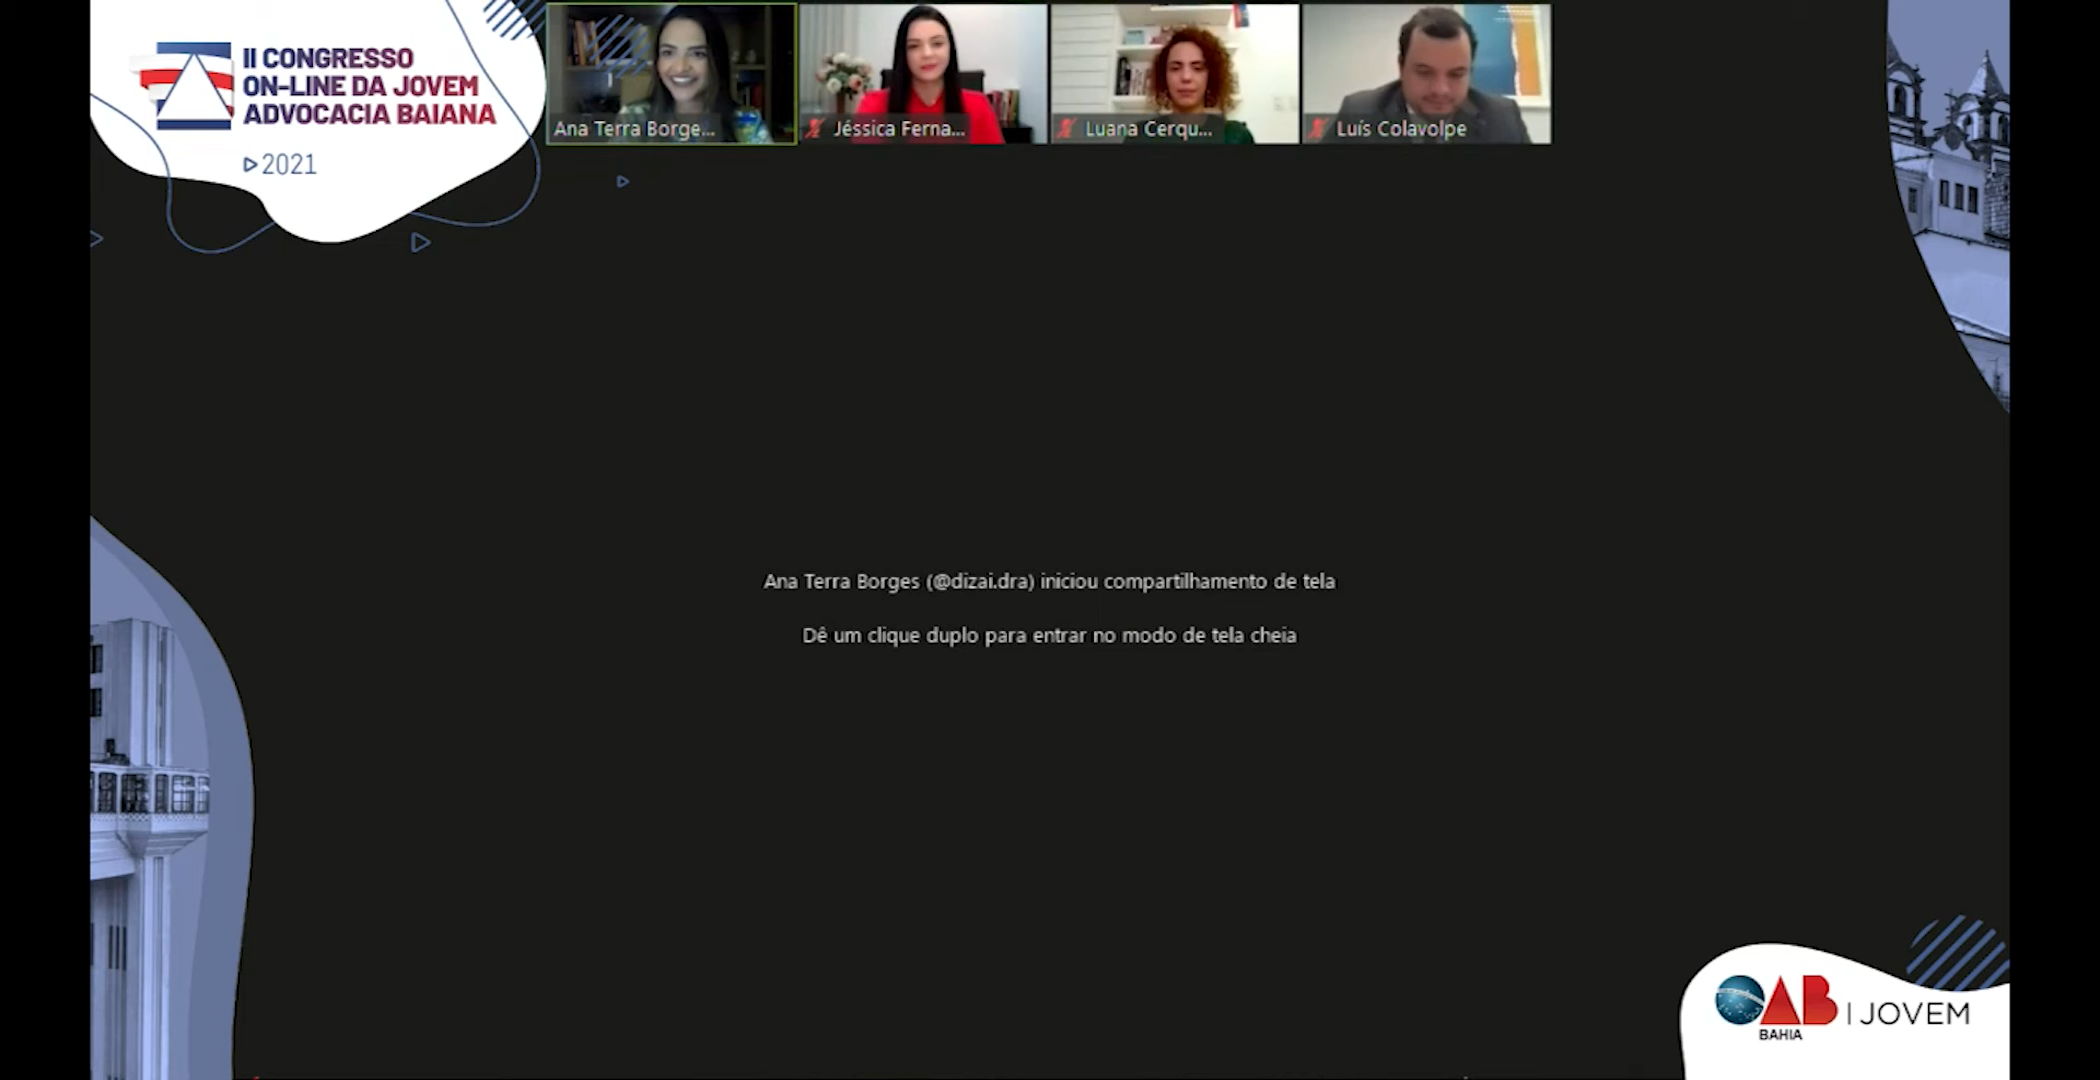 II CONGRESSO
ON-LINE DA JOVEM
ADVOCACIA BAIANA
2021
Ana Terra Borge...
Jéssica Ferna...
Luana Cerqu...
Luís Colavolpe
Ana Terra Borges (@dizai.dra) iniciou compartilhamento de tela
Dê um clique duplo para entrar no modo de tela cheia
OAB | JOVEM
BAHIA